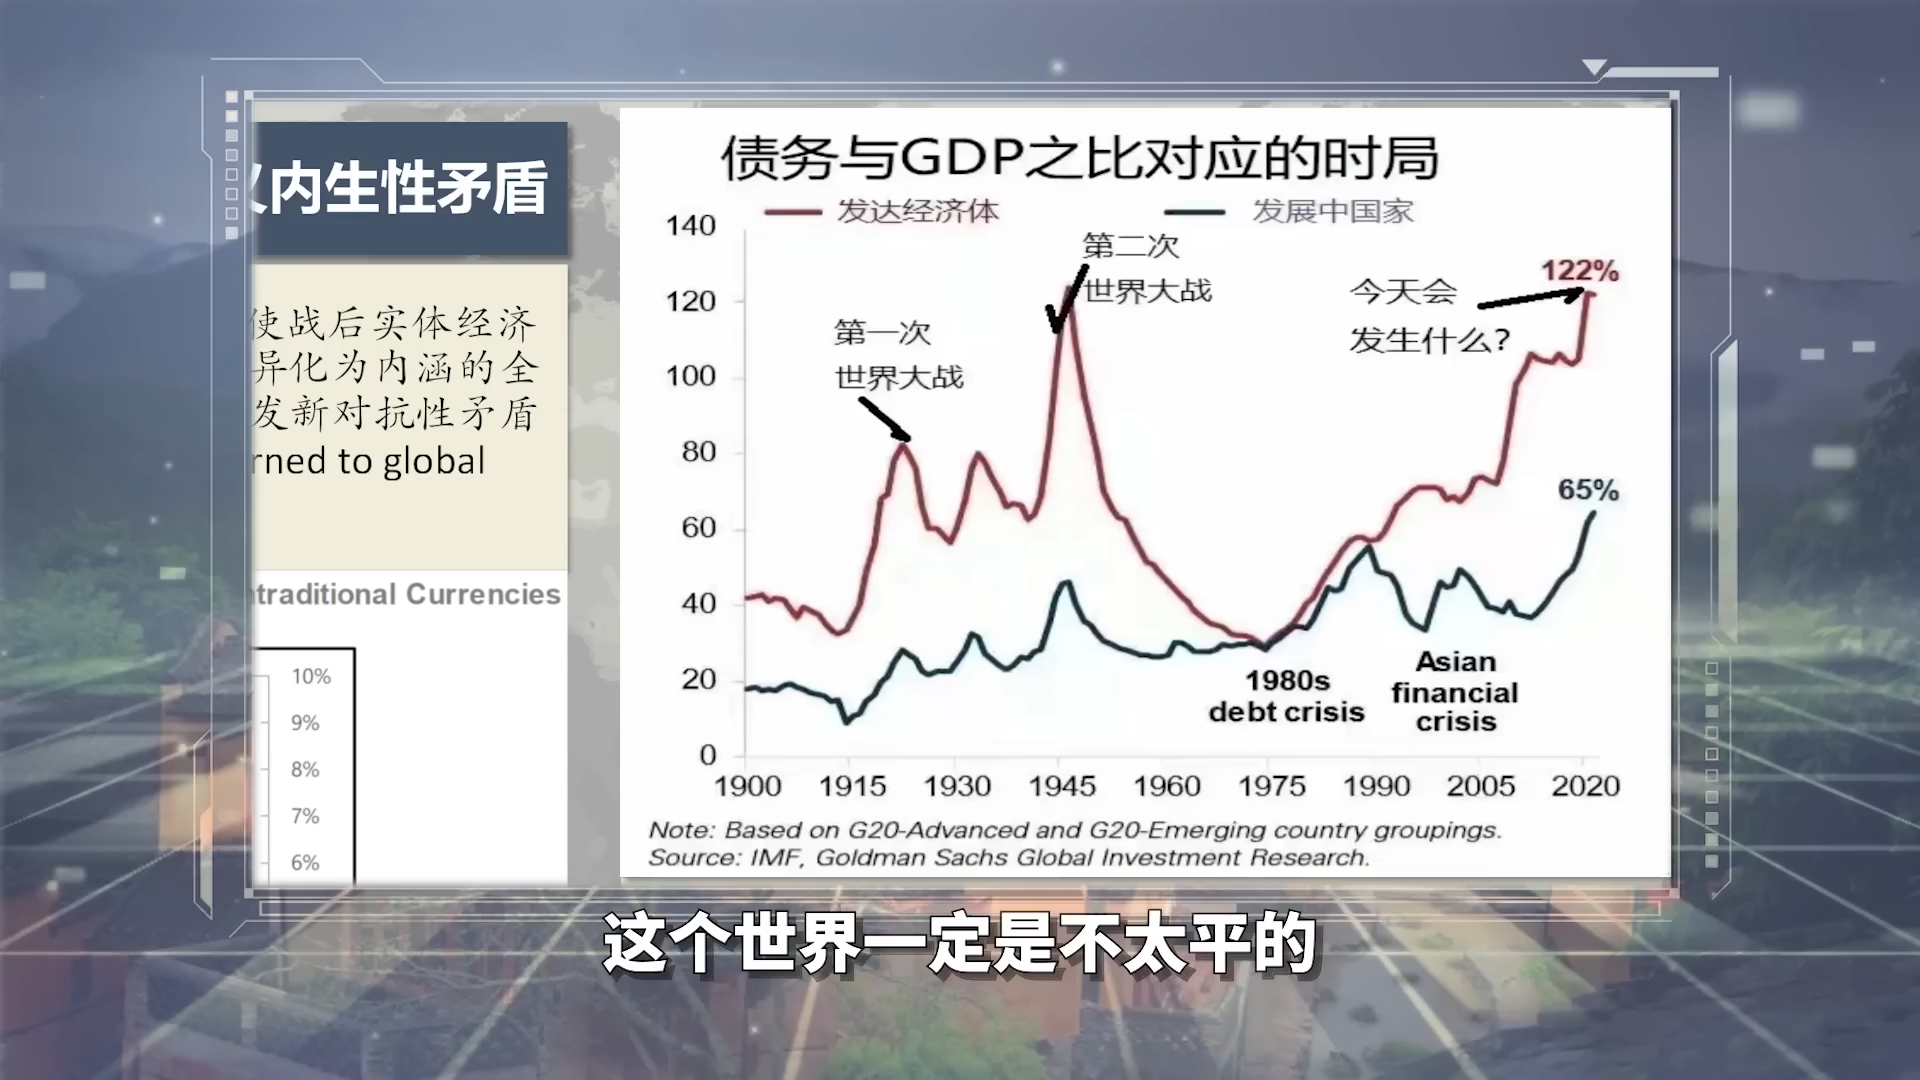 内生性矛盾
使战后实体经济
异化为内涵的全
发新对抗性矛盾
rned to global
traditional Currencies
10%
9%
8%
7%
6%
债务与GDP之比对应的时局
发达经济体
发展中国家
140
120
100
80
60
40
20
0
第一次
世界大战
第二次
世界大战
今天会
发生什么?
122%
65%
1980s
debt crisis
Asian
financial
crisis
1900 1915 1930 1945 1960 1975 1990 2005 2020
Note: Based on G20-Advanced and G20-Emerging country groupings.
Source: IMF, Goldman Sachs Global Investment Research.
这个世界一定是不太平的